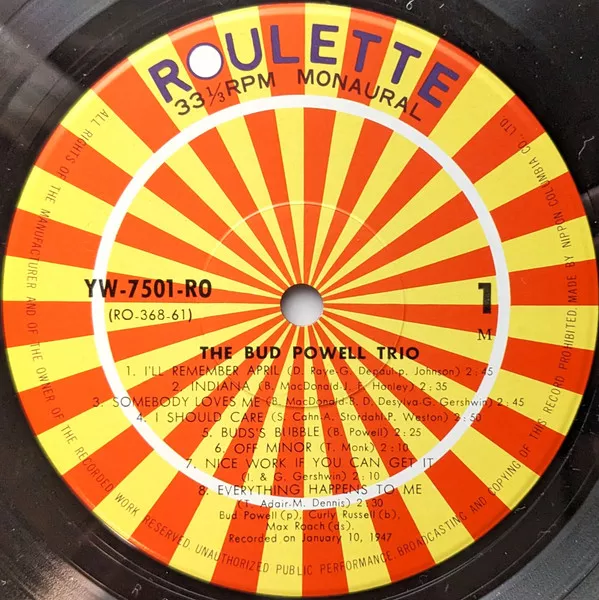 ROULETTE
33 1/3 RPM MONAURAL
YW-7501-RO
(RO-368-61)
1
M
THE BUD POWELL TRIO
1. I'LL REMEMBER APRIL (D. Raye-G. Depaul-p. Johnson) 2:45
2. INDIANA (B. MacDonald-J. F. Hanley) 2:35
3. SOMEBODY LOVES ME (B. MacDonald-B. D. Desylva-G. Gershwin) 2:45
4. I SHOULD CARE (S. Cahn-A. Stordahl-P. Weston) 2:50
5. BUDS'S BUBBLE (B. Powell) 2:25
6. OFF MINOR (T. Monk) 2:10
7. NICE WORK IF YOU CAN GET IT
(I. & G. Gershwin) 2:10
8. EVERYTHING HAPPENS TO ME
(T. Adair-M. Dennis) 2:30
Bud Powell (p), Curly Russell (b),
Max Roach (ds).
Recorded on January 10, 1947
ALL RIGHTS OF THE MANUFACTURER AND OF THE OWNER OF THE RECORDED WORK RESERVED. UNAUTHORIZED PUBLIC PERFORMANCE, BROADCASTING AND COPYING OF THIS RECORD PROHIBITED. MADE BY NIPPON COLUMBIA CO., LTD.